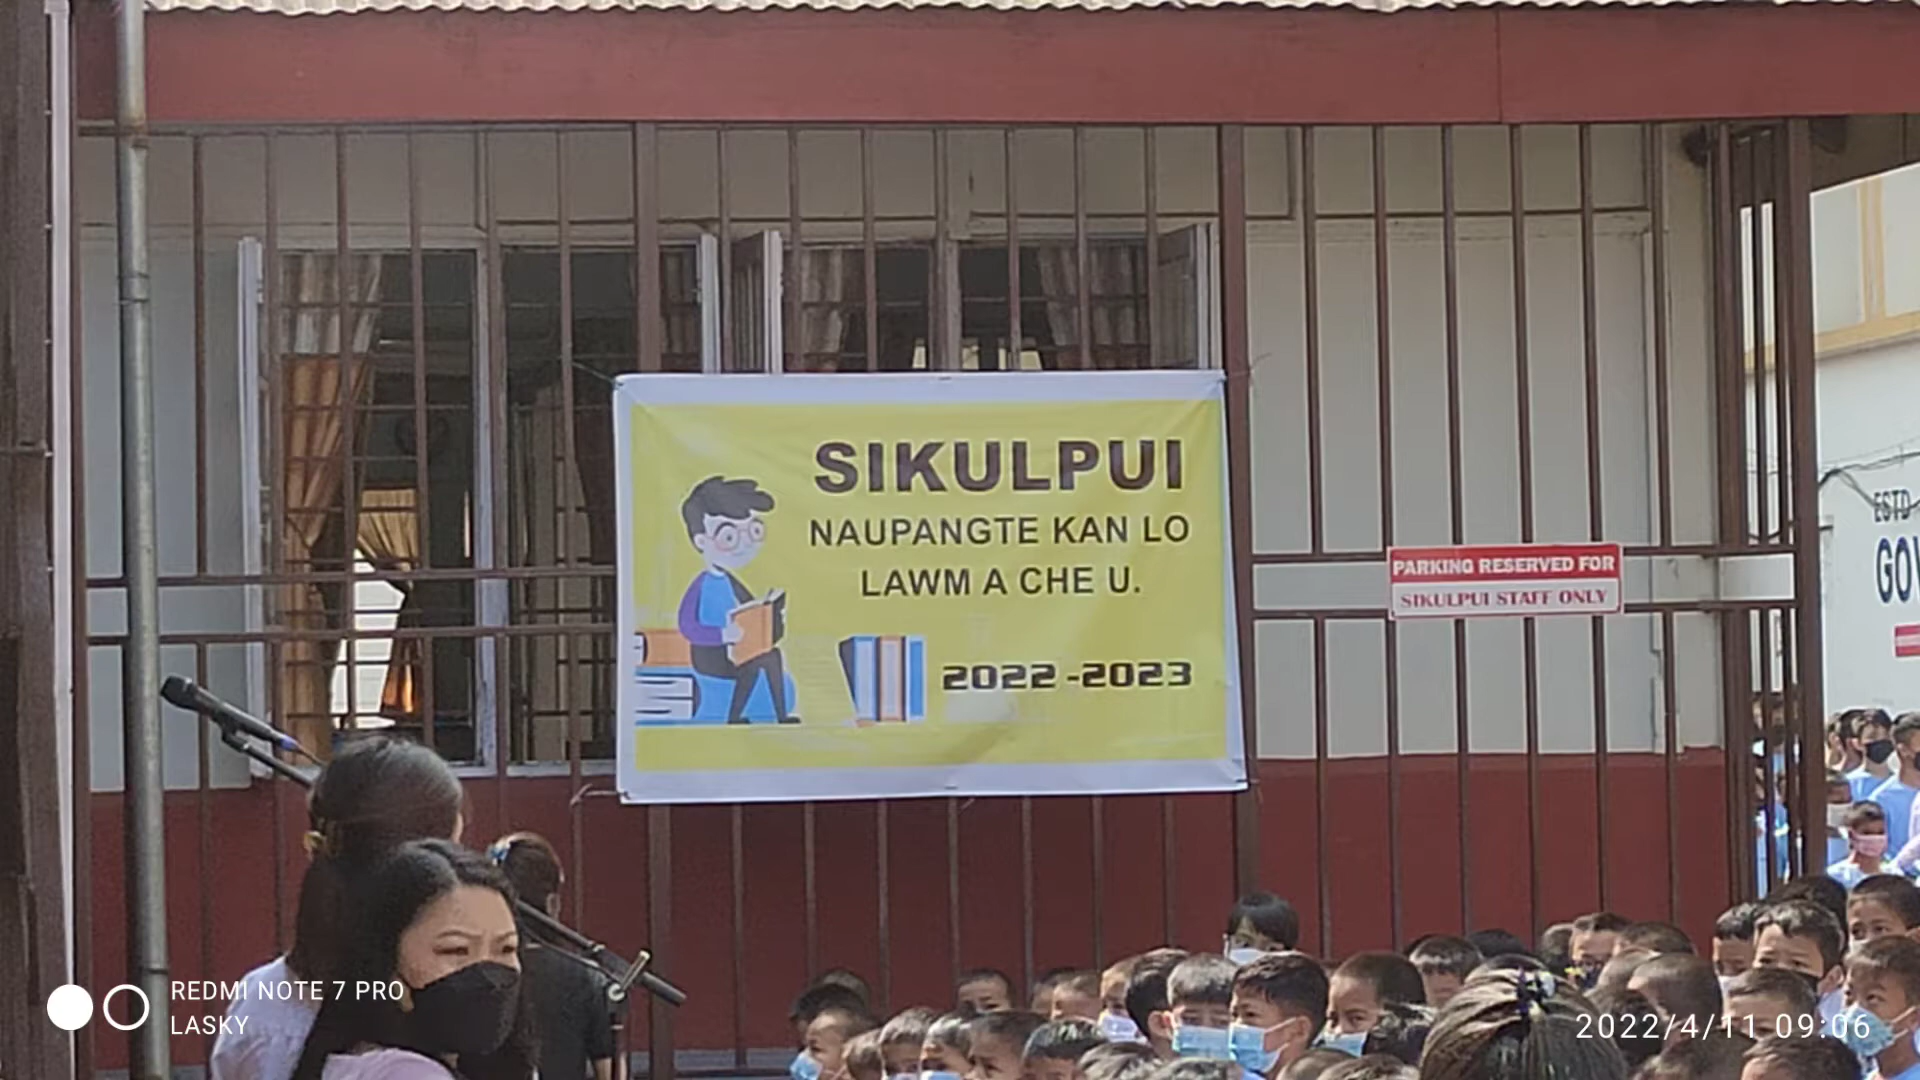 SIKULPUI
NAUPANGTE KAN LO
LAWM A CHE U.
2022-2023
PARKING RESERVED FOR
SIKULPUI STAFF ONLY
ESTD
REDMI NOTE 7 PRO
LASKY
2022/4/11 09:06